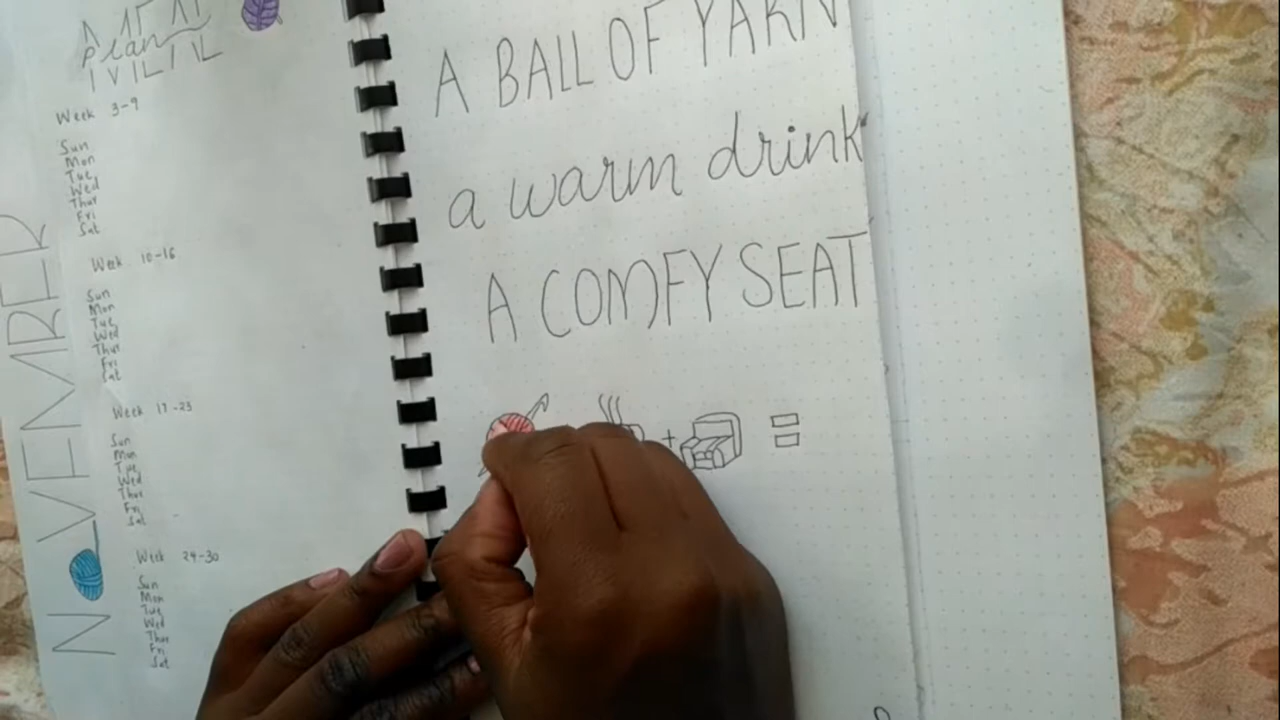 plan
Week 3-9
Sun
Mon
Tue
Wed
Thur
Fri
Sat
Week 10-16
Sun
Mon
Tue
Wed
Thur
Fri
Sat
Week 17-23
Sun
Mon
Tue
Wed
Thur
Fri
Sat
Week 24-30
Sun
Mon
Tue
Wed
Thur
Fri
Sat
NOVEMBER
A BALL OF YARN
a warm drink
A COMFY SEAT
+ =